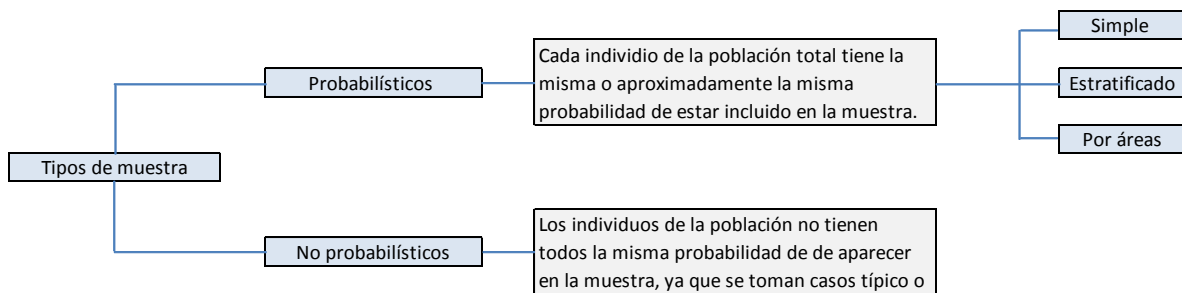 Simple
Cada individio de la población total tiene la
misma o aproximadamente la misma
probabilidad de estar incluido en la muestra.
Probabilísticos
Estratificado
Por áreas
Tipos de muestra
Los individuos de la población no tienen
todos la misma probabilidad de de aparecer
en la muestra, ya que se toman casos típico o
No probabilísticos